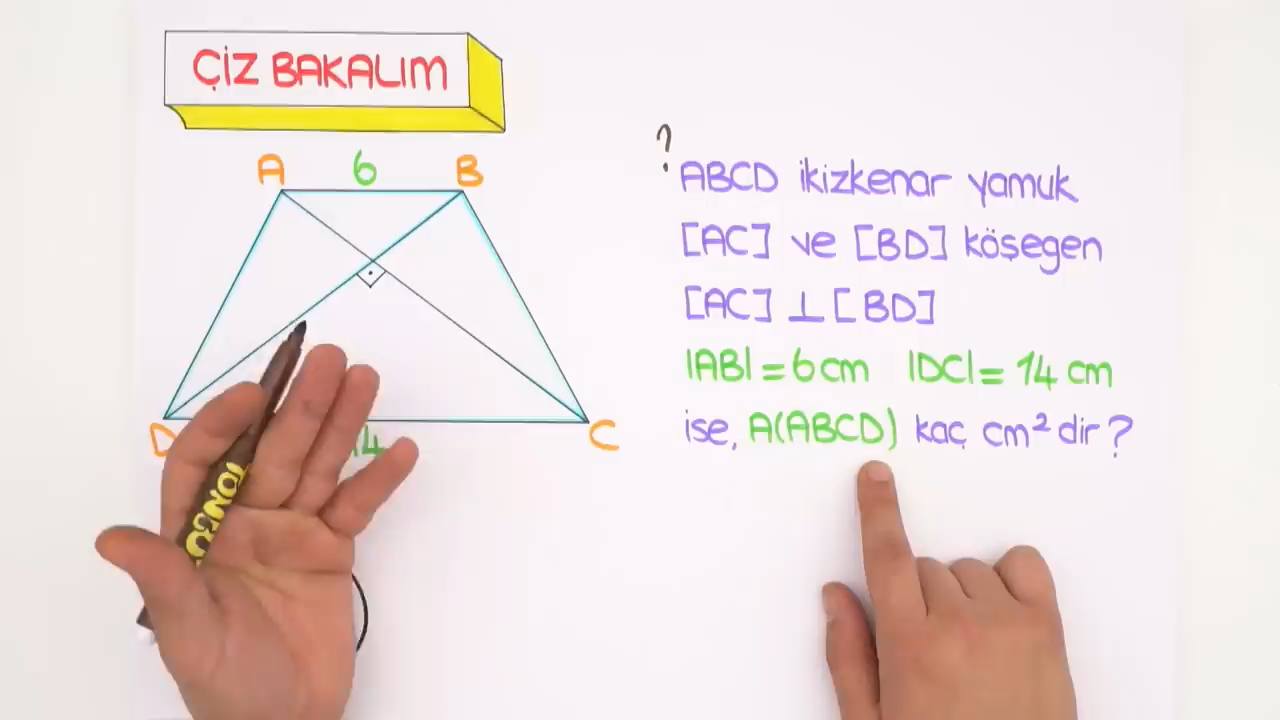 ÇİZ BAKALIM
A 6 B
D 14 C
?
ABCD ikizkenar yamuk
[AC] ve [BD] köşegen
[AC] ⊥ [BD]
|AB| = 6 cm |DC| = 14 cm
ise, A(ABCD) kaç cm² dir ?